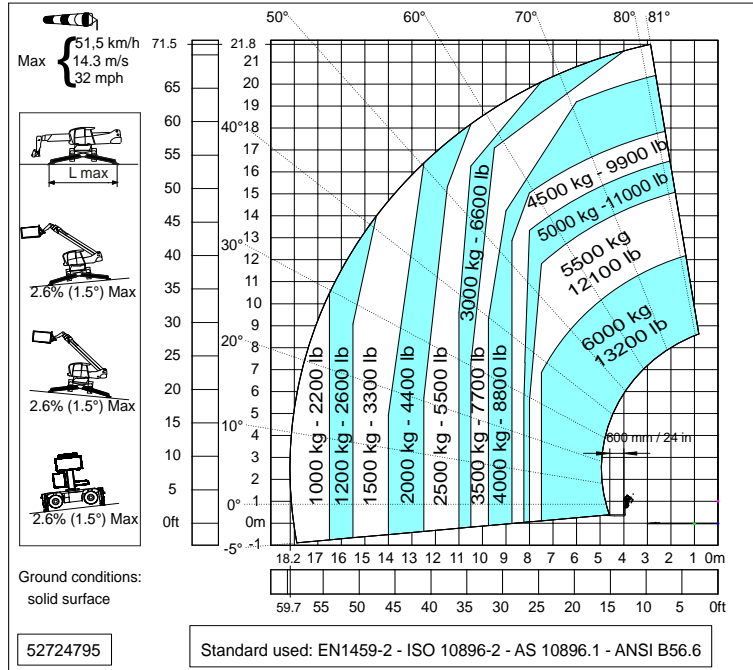 Max
51,5 km/h
14.3 m/s
32 mph
L max
2.6% (1.5°) Max
2.6% (1.5°) Max
2.6% (1.5°) Max
Ground conditions:
solid surface
52724795
71.5
65
60
55
50
45
40
35
30
25
20
15
10
5
0ft
21.8
21
20
19
18
17
16
15
14
13
12
11
10
9
8
7
6
5
4
3
2
1
0m
-1
50°
60°
70°
80°
81°
40°
30°
20°
10°
0°
-5°
1000 kg - 2200 lb
1200 kg - 2600 lb
1500 kg - 3300 lb
2000 kg - 4400 lb
2500 kg - 5500 lb
3000 kg - 6600 lb
3500 kg - 7700 lb
4000 kg - 8800 lb
4500 kg - 9900 lb
5000 kg -11000 lb
5500 kg
12100 lb
6000 kg
13200 lb
600 mm / 24 in
18.2 17 16 15 14 13 12 11 10 9 8 7 6 5 4 3 2 1 0m
59.7 55 50 45 40 35 30 25 20 15 10 5 0ft
Standard used: EN1459-2 - ISO 10896-2 - AS 10896.1 - ANSI B56.6